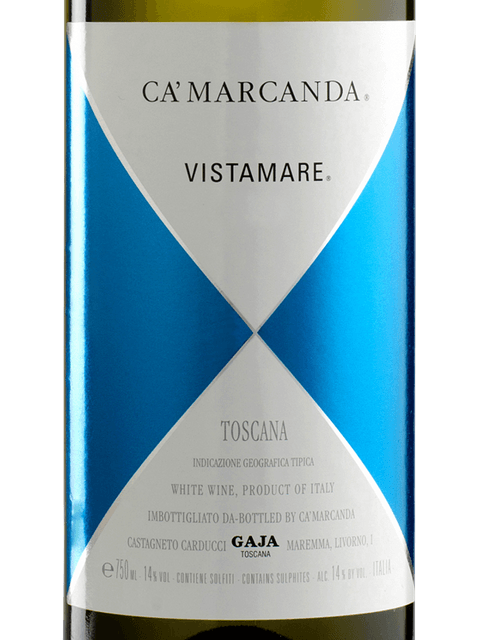 CA'MARCANDA®
VISTAMARE®
TOSCANA
INDICAZIONE GEOGRAFICA TIPICA
WHITE WINE, PRODUCT OF ITALY
IMBOTTIGLIATO DA-BOTTLED BY CA'MARCANDA
CASTAGNETO CARDUCCI GAJA MAREMMA, LIVORNO, I
TOSCANA
℮750ML - 14% VOL · CONTIENE SOLFITI · CONTAINS SULPHITES - ALC. 14% BY VOL. ITALIA